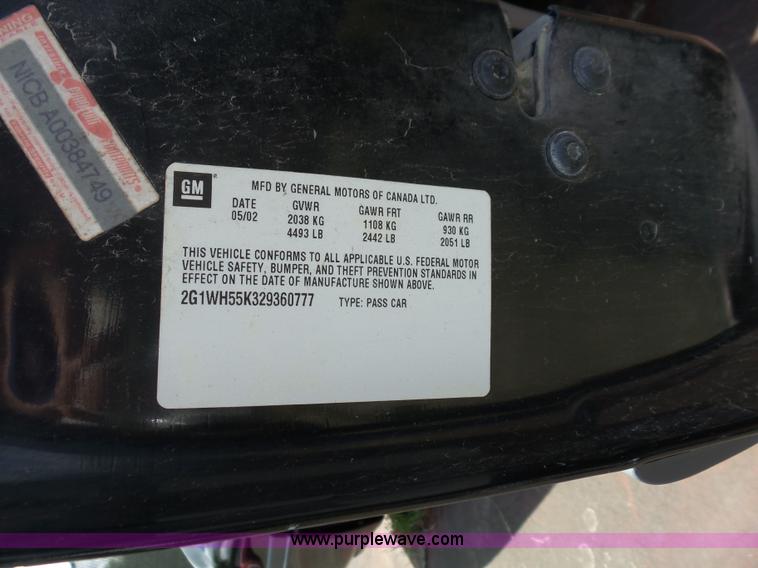 NING
NICB A00384749
GM
MFD BY GENERAL MOTORS OF CANADA LTD.
DATE GVWR GAWR FRT GAWR RR
05/02 2038 KG 1108 KG 930 KG
4493 LB 2442 LB 2051 LB
THIS VEHICLE CONFORMS TO ALL APPLICABLE U.S. FEDERAL MOTOR
VEHICLE SAFETY, BUMPER, AND THEFT PREVENTION STANDARDS IN
EFFECT ON THE DATE OF MANUFACTURE SHOWN ABOVE.
2G1WH55K329360777 TYPE: PASS CAR
www.purplewave.com